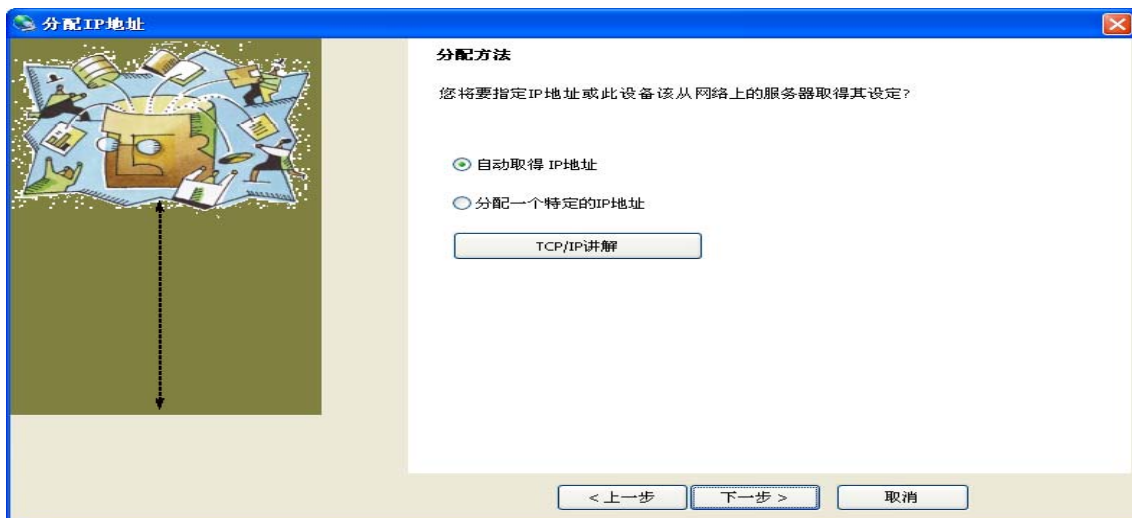 分配IP地址
分配方法
您将要指定IP地址或此设备该从网络上的服务器取得其设定?
自动取得 IP地址
分配一个特定的IP地址
TCP/IP讲解
< 上一步
下一步 >
取消